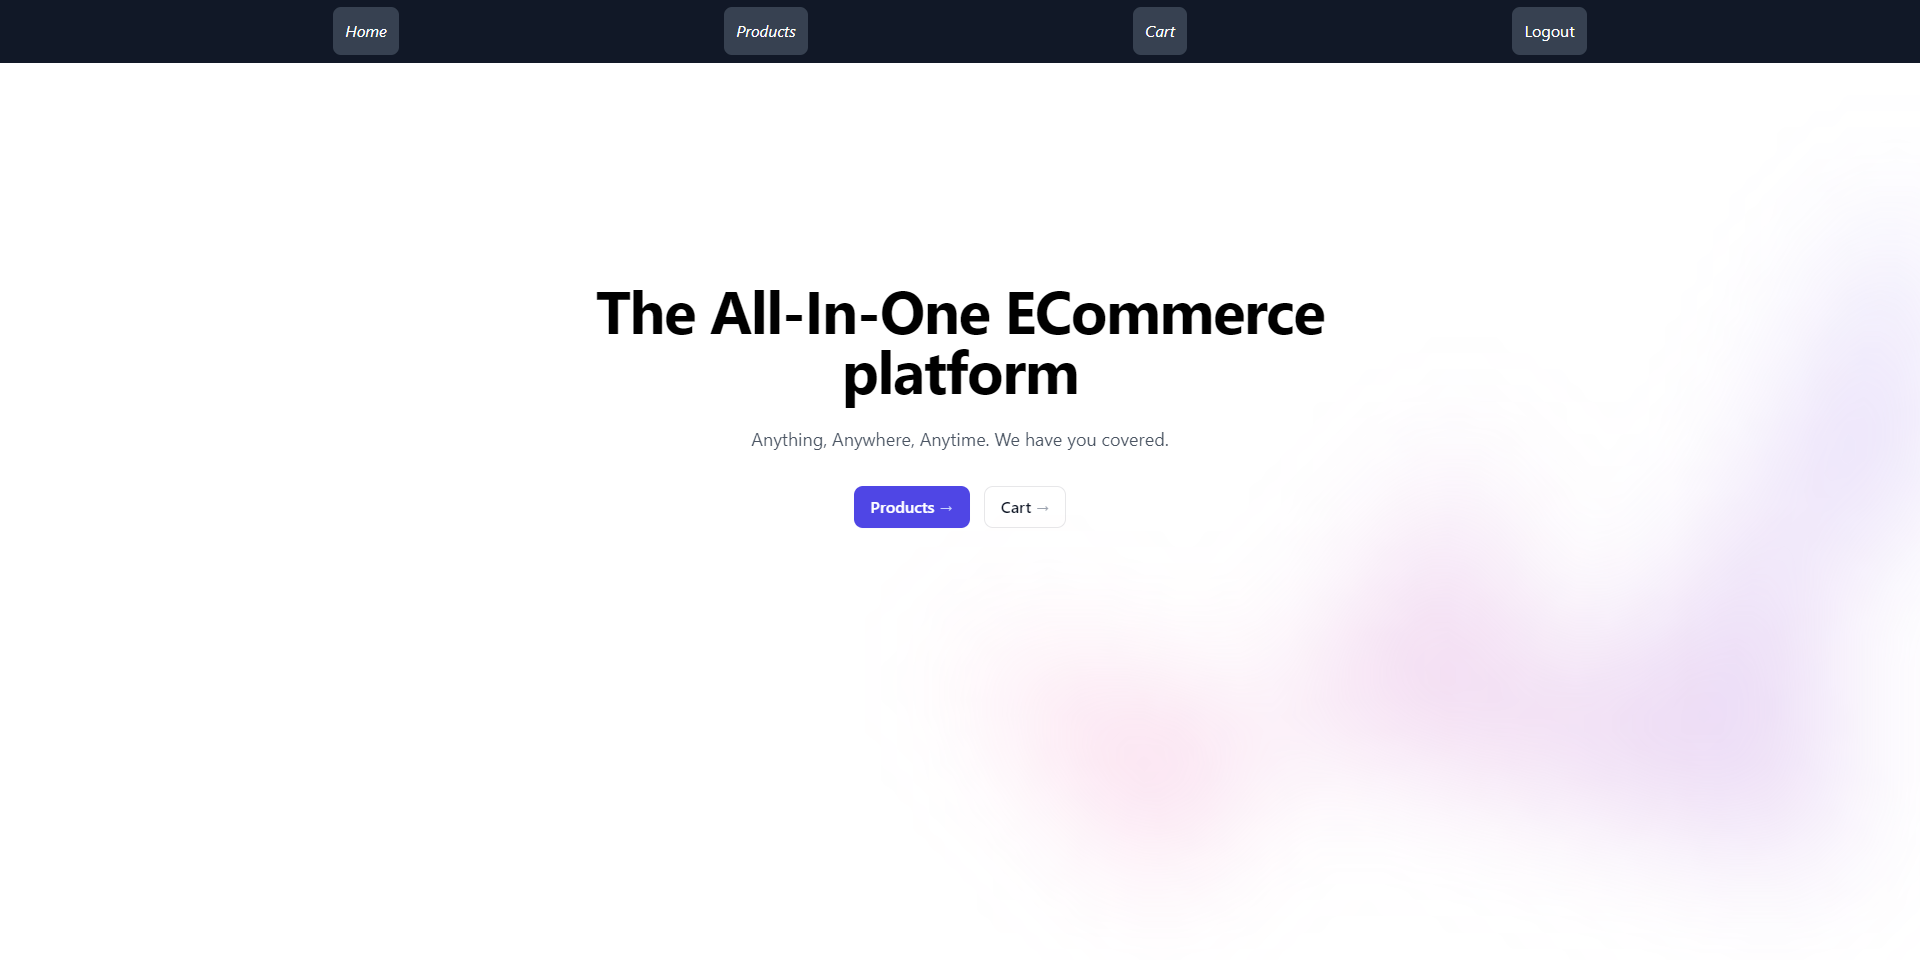 Home Products Cart Logout
The All-In-One ECommerce
platform
Anything, Anywhere, Anytime. We have you covered.
Products → Cart →